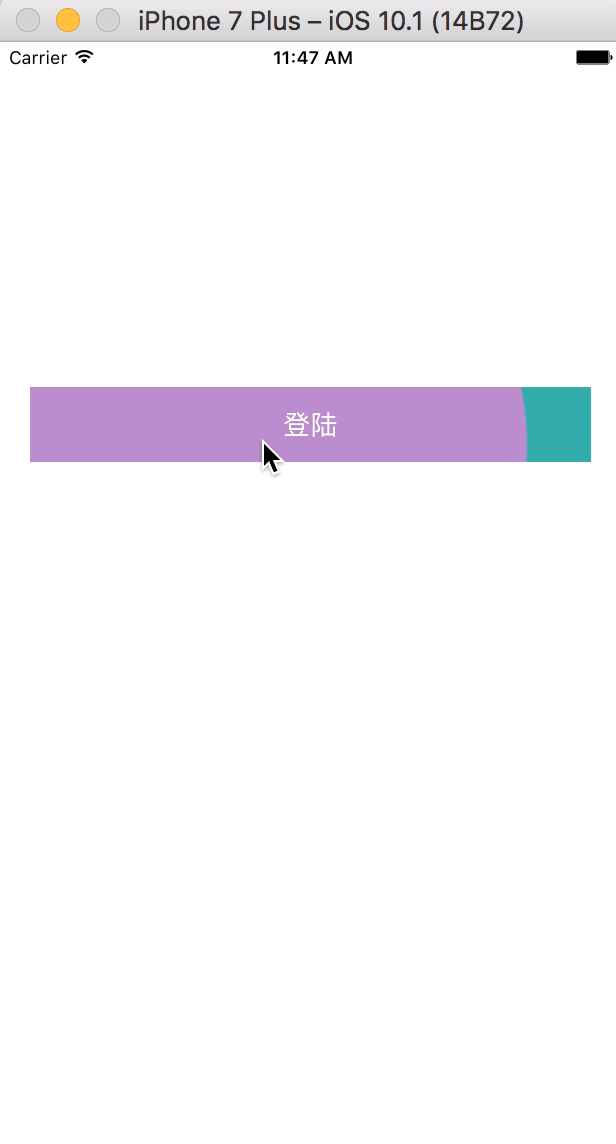 iPhone 7 Plus – iOS 10.1 (14B72)
Carrier 11:47 AM
登陆